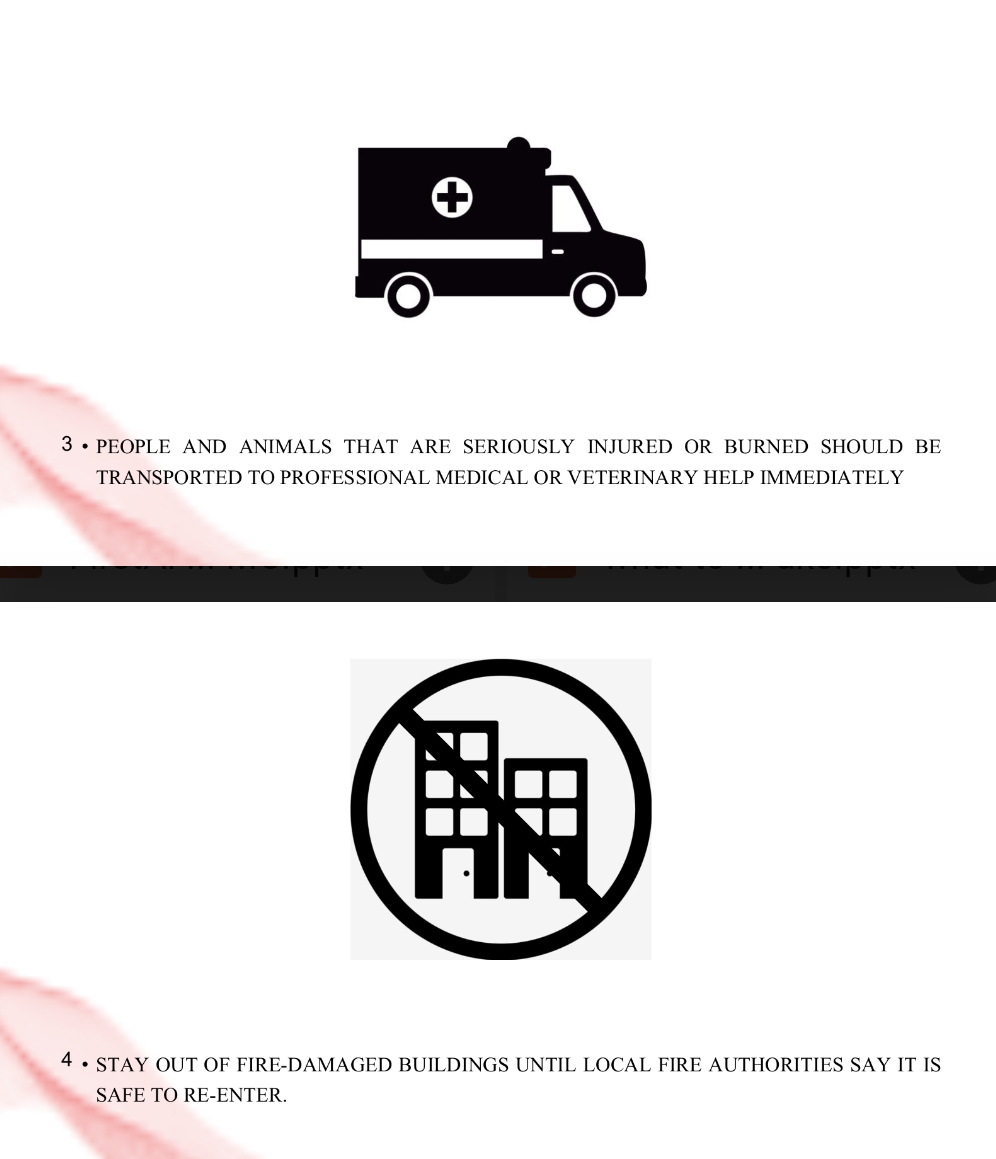 3 • PEOPLE AND ANIMALS THAT ARE SERIOUSLY INJURED OR BURNED SHOULD BE
TRANSPORTED TO PROFESSIONAL MEDICAL OR VETERINARY HELP IMMEDIATELY
4 • STAY OUT OF FIRE-DAMAGED BUILDINGS UNTIL LOCAL FIRE AUTHORITIES SAY IT IS
SAFE TO RE-ENTER.